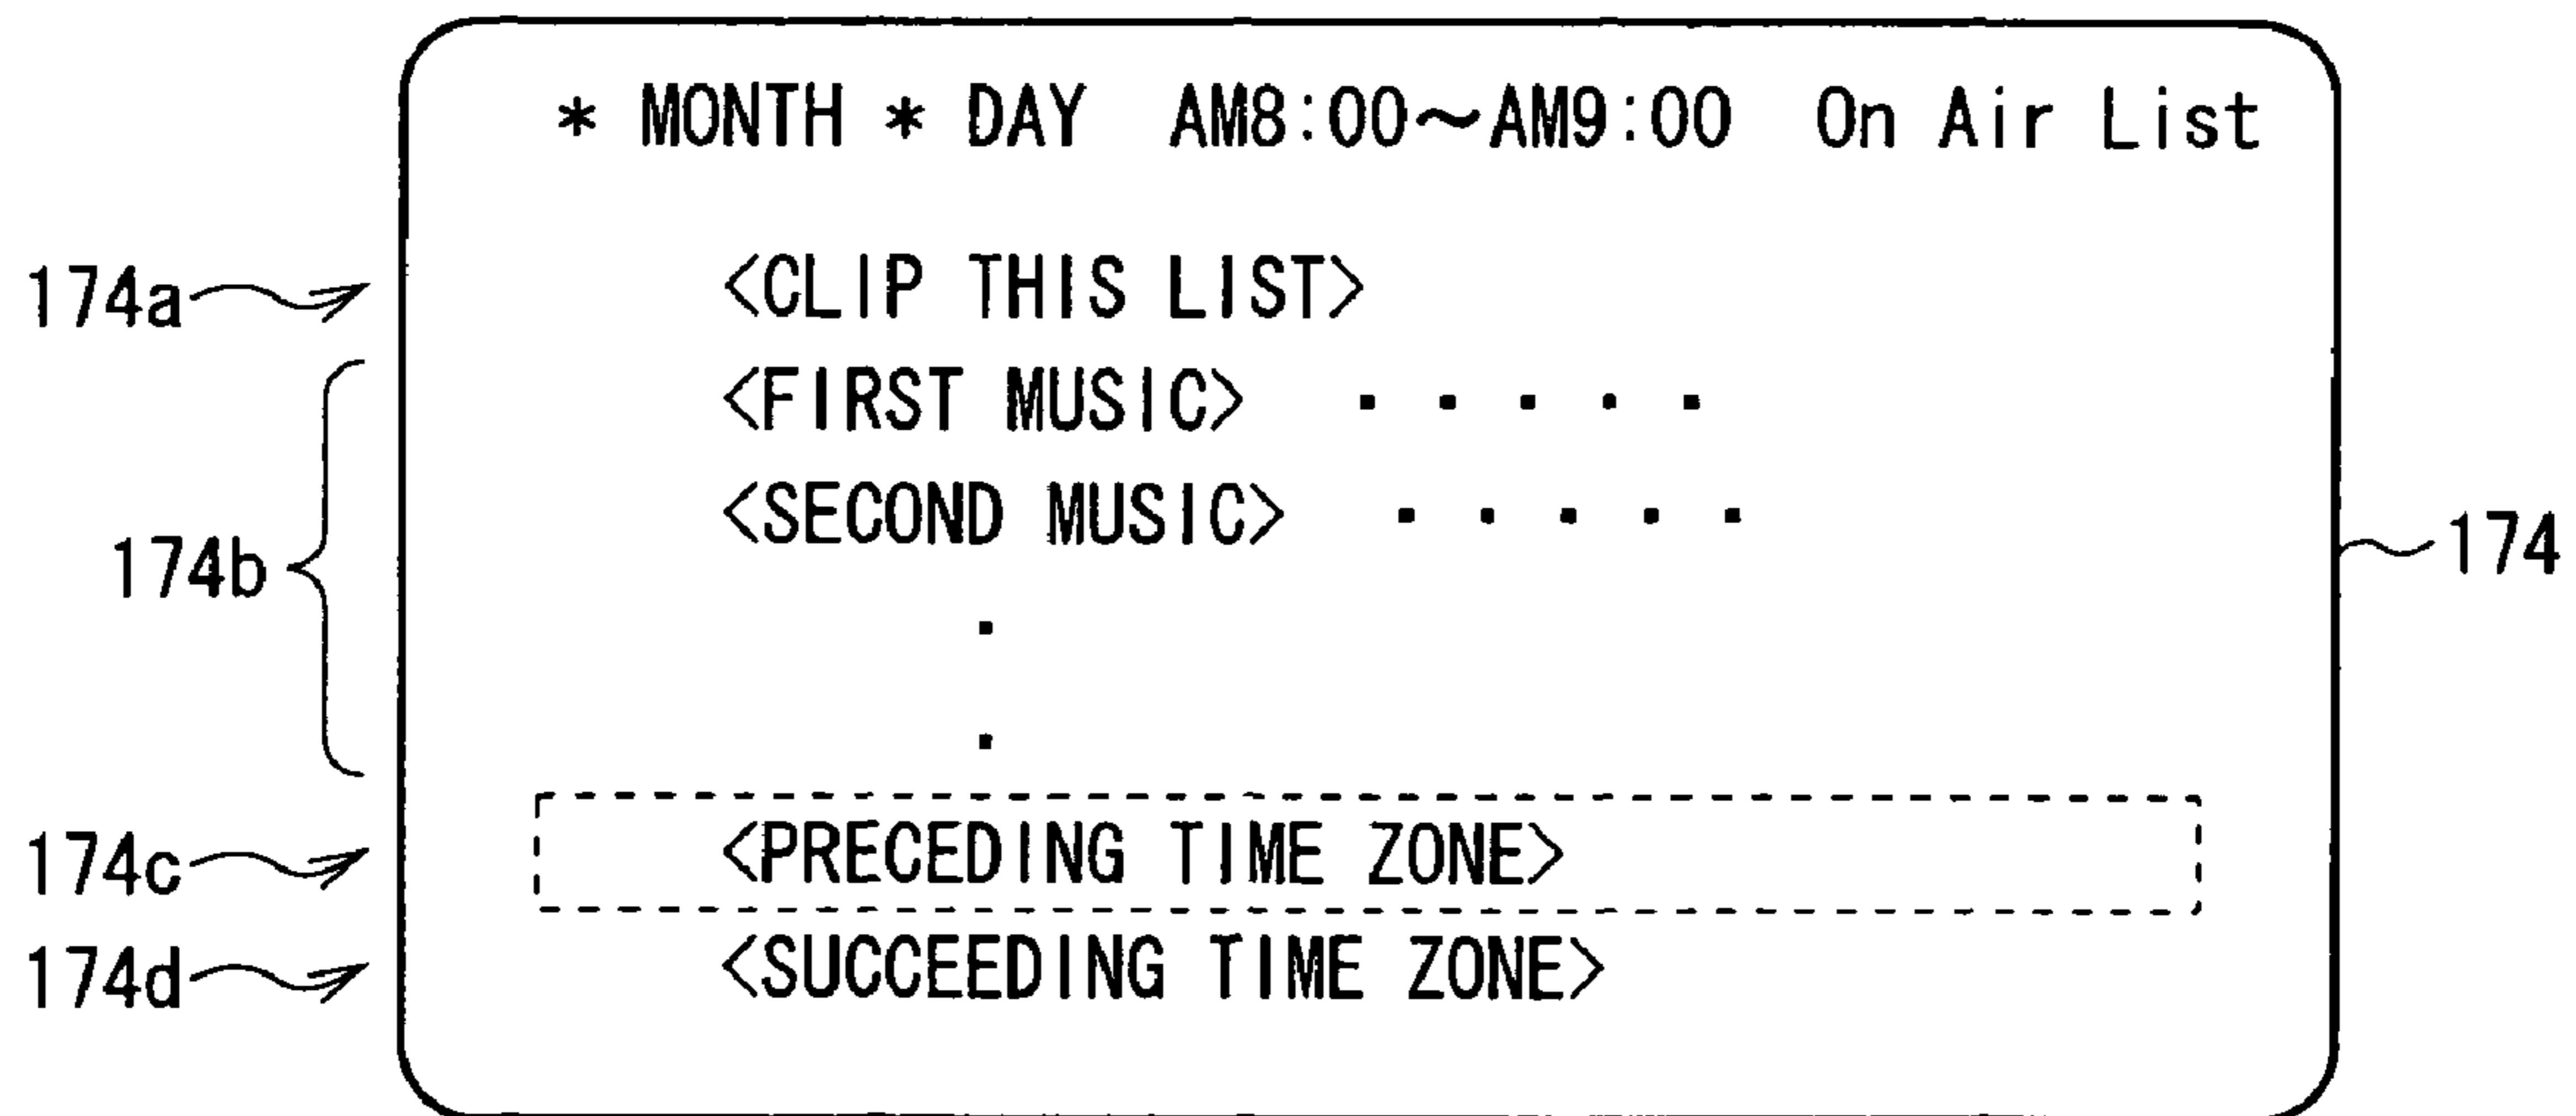 * MONTH * DAY AM8:00～AM9:00 On Air List
174a <CLIP THIS LIST>
<FIRST MUSIC> ・・・・・
<SECOND MUSIC> ・・・・・
174b
174
・
・
174c <PRECEDING TIME ZONE>
174d <SUCCEEDING TIME ZONE>